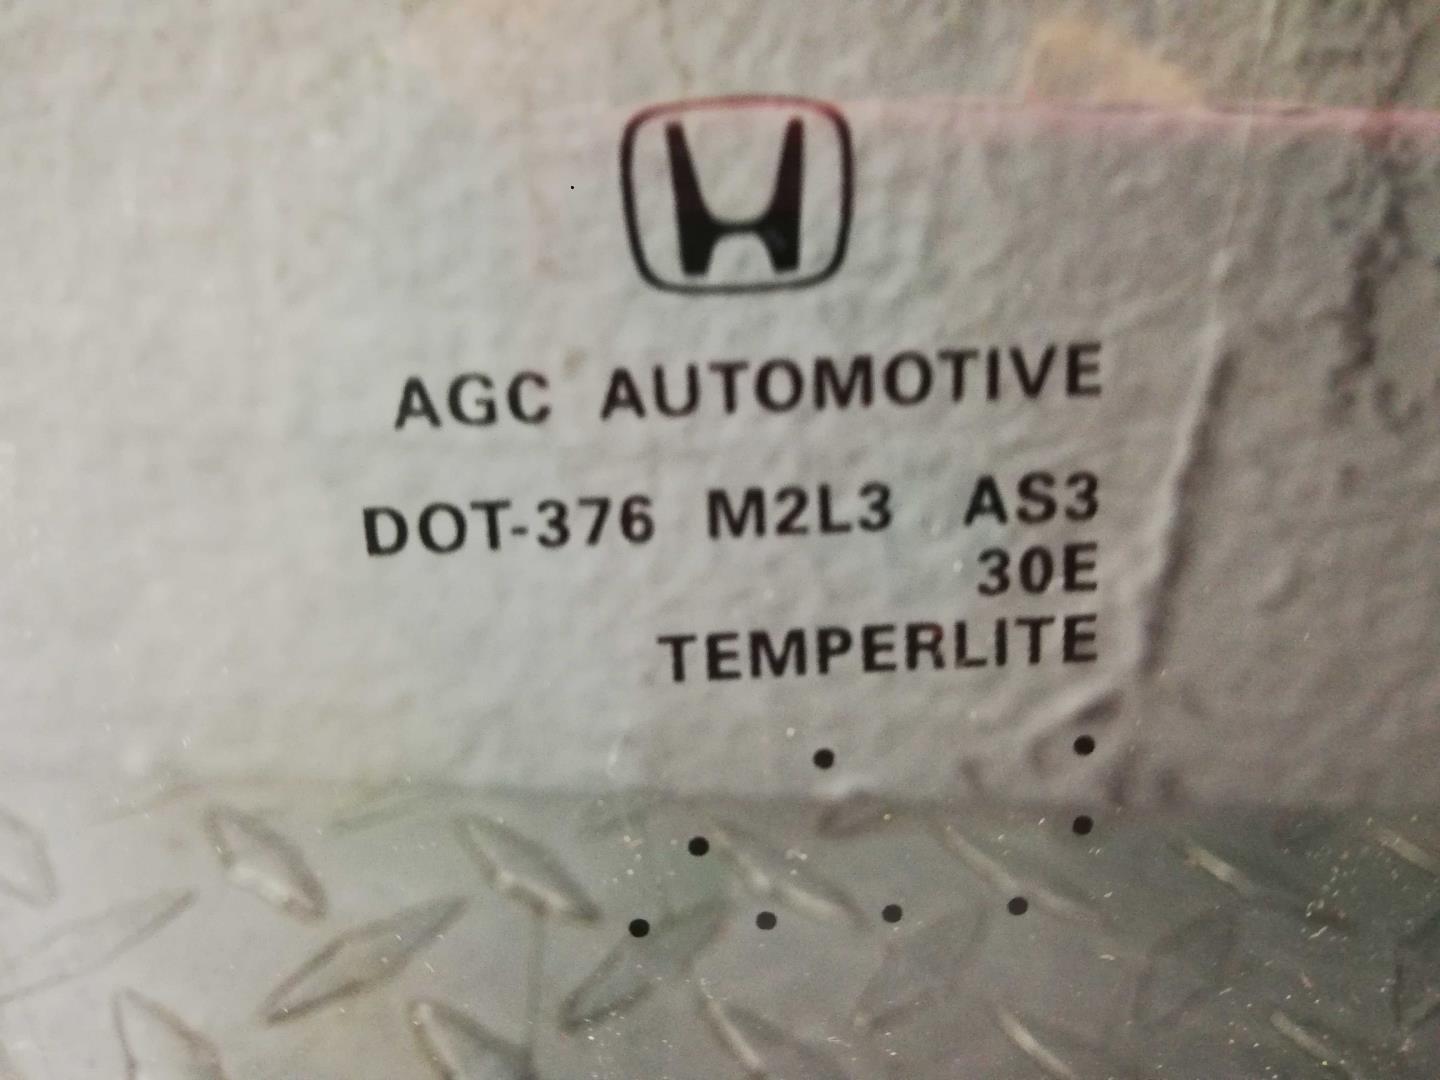 AGC AUTOMOTIVE
DOT-376 M2L3 AS3
30E
TEMPERLITE